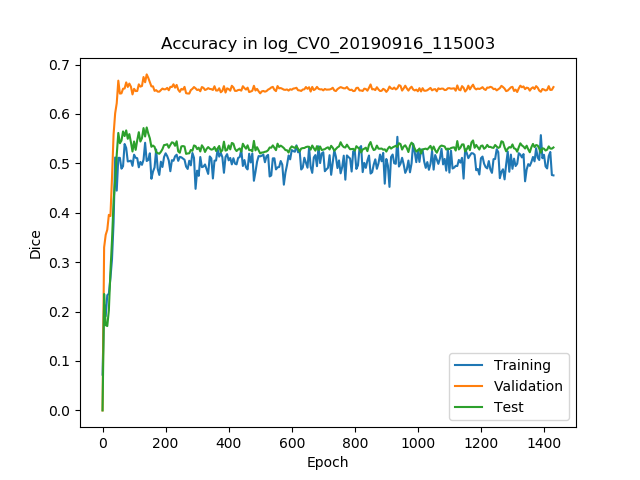 Accuracy in log_CV0_20190916_115003
0.7
0.6
0.5
0.4
0.3
0.2
0.1
0.0
Dice
0 200 400 600 800 1000 1200 1400
Epoch
Training
Validation
Test